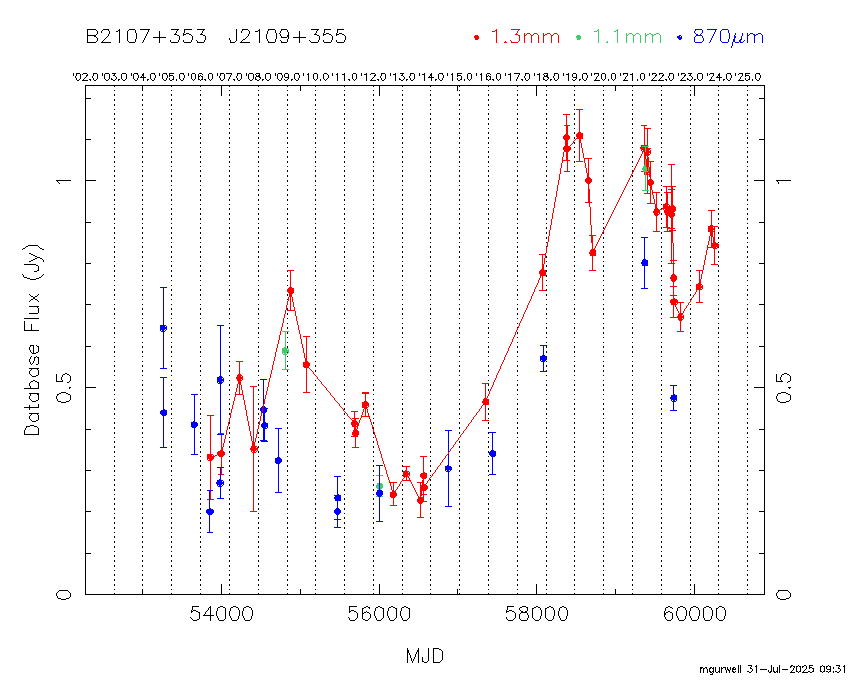 B2107+353 J2109+355 1.3mm 1.1mm 870μm
'02.0 '03.0 '04.0 '05.0 '06.0 '07.0 '08.0 '09.0 '10.0 '11.0 '12.0 '13.0 '14.0 '15.0 '16.0 '17.0 '18.0 '19.0 '20.0 '21.0 '22.0 '23.0 '24.0 '25.0
1 1
Database Flux (Jy)
0.5 0.5
0 0
54000 56000 58000 60000
MJD
mgurwell 31-Jul-2025 09:31